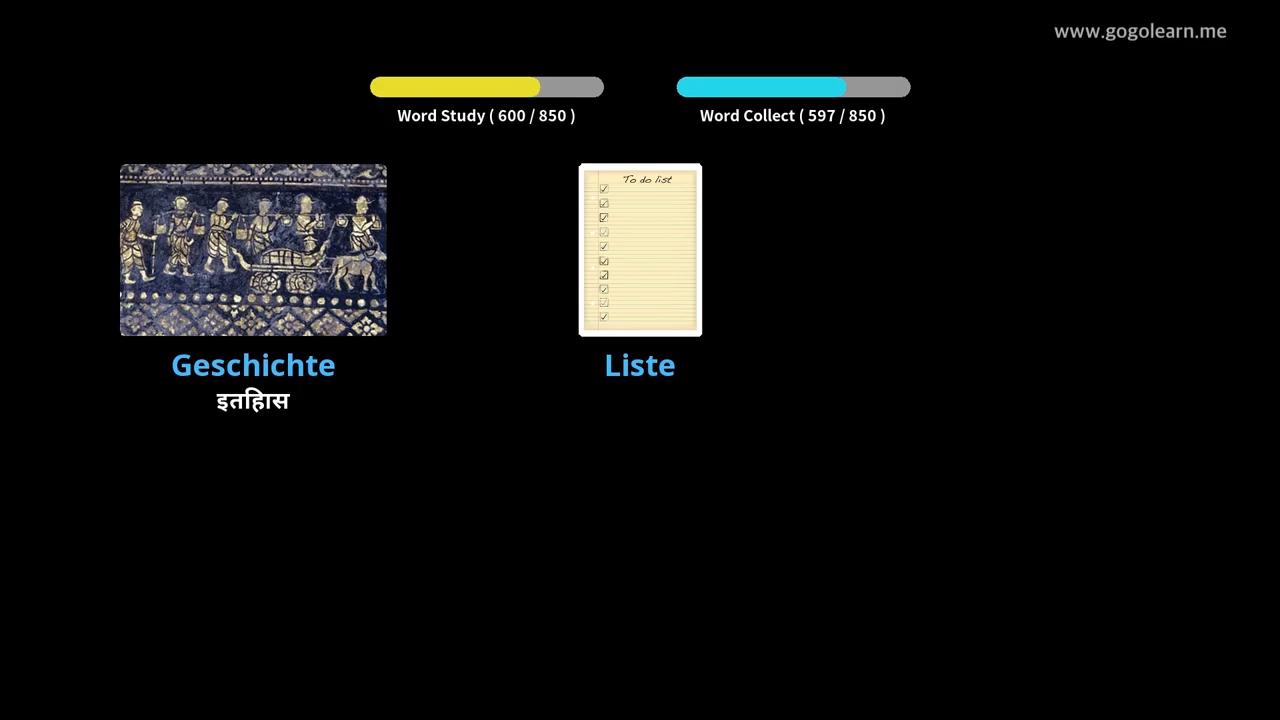 www.gogolearn.me
Word Study ( 600 / 850 )
Word Collect ( 597 / 850 )
To do list
Geschichte
Liste
इतिहास